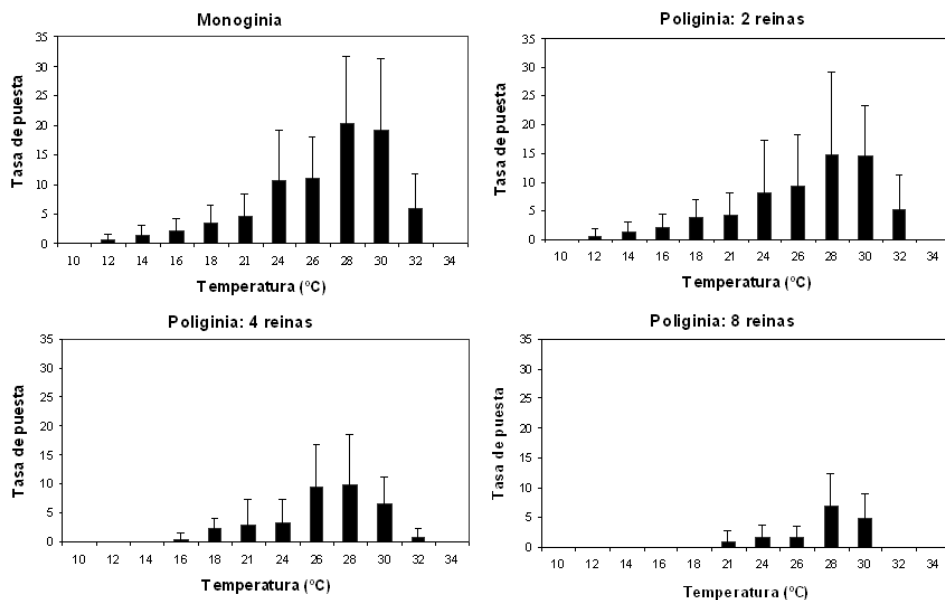 Monoginia
35
30
25
20
15
10
5
0
Tasa de puesta
10 12 14 16 18 21 24 26 28 30 32 34
Temperatura (ºC)
Poliginia: 2 reinas
35
30
25
20
15
10
5
0
Tasa de puesta
10 12 14 16 18 21 24 26 28 30 32 34
Temperatura (ºC)
Poliginia: 4 reinas
35
30
25
20
15
10
5
0
Tasa de puesta
10 12 14 16 18 21 24 26 28 30 32 34
Temperatura (ºC)
Poliginia: 8 reinas
35
30
25
20
15
10
5
0
Tasa de puesta
10 12 14 16 18 21 24 26 28 30 32 34
Temperatura (ºC)